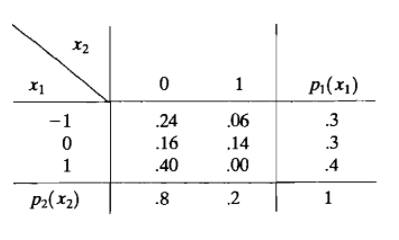 x₂
x₁ 0 1 p₁(x₁)
−1 .24 .06 .3
0 .16 .14 .3
1 .40 .00 .4
p₂(x₂) .8 .2 1